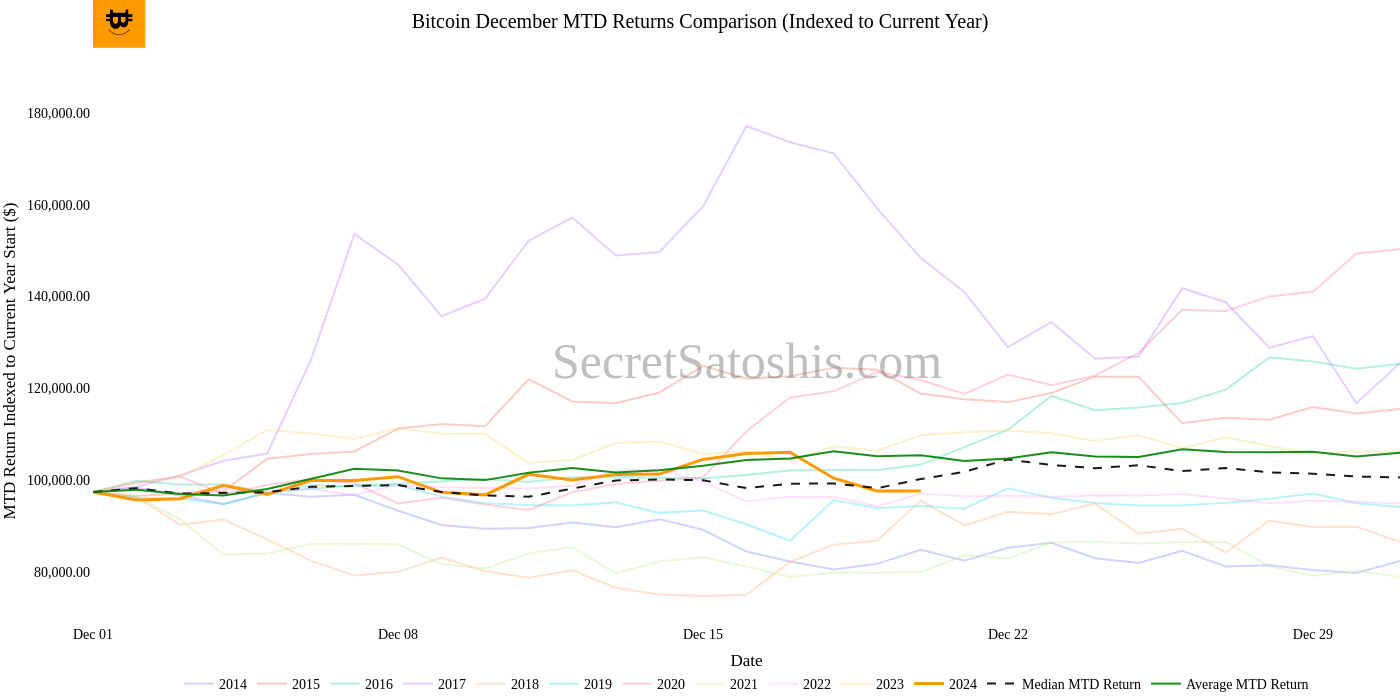 Bitcoin December MTD Returns Comparison (Indexed to Current Year)
MTD Return Indexed to Current Year Start ($)
180,000.00
160,000.00
140,000.00
120,000.00
100,000.00
80,000.00
SecretSatoshis.com
Dec 01 Dec 08 Dec 15 Dec 22 Dec 29
Date
2014 2015 2016 2017 2018 2019 2020 2021 2022 2023 2024 Median MTD Return Average MTD Return